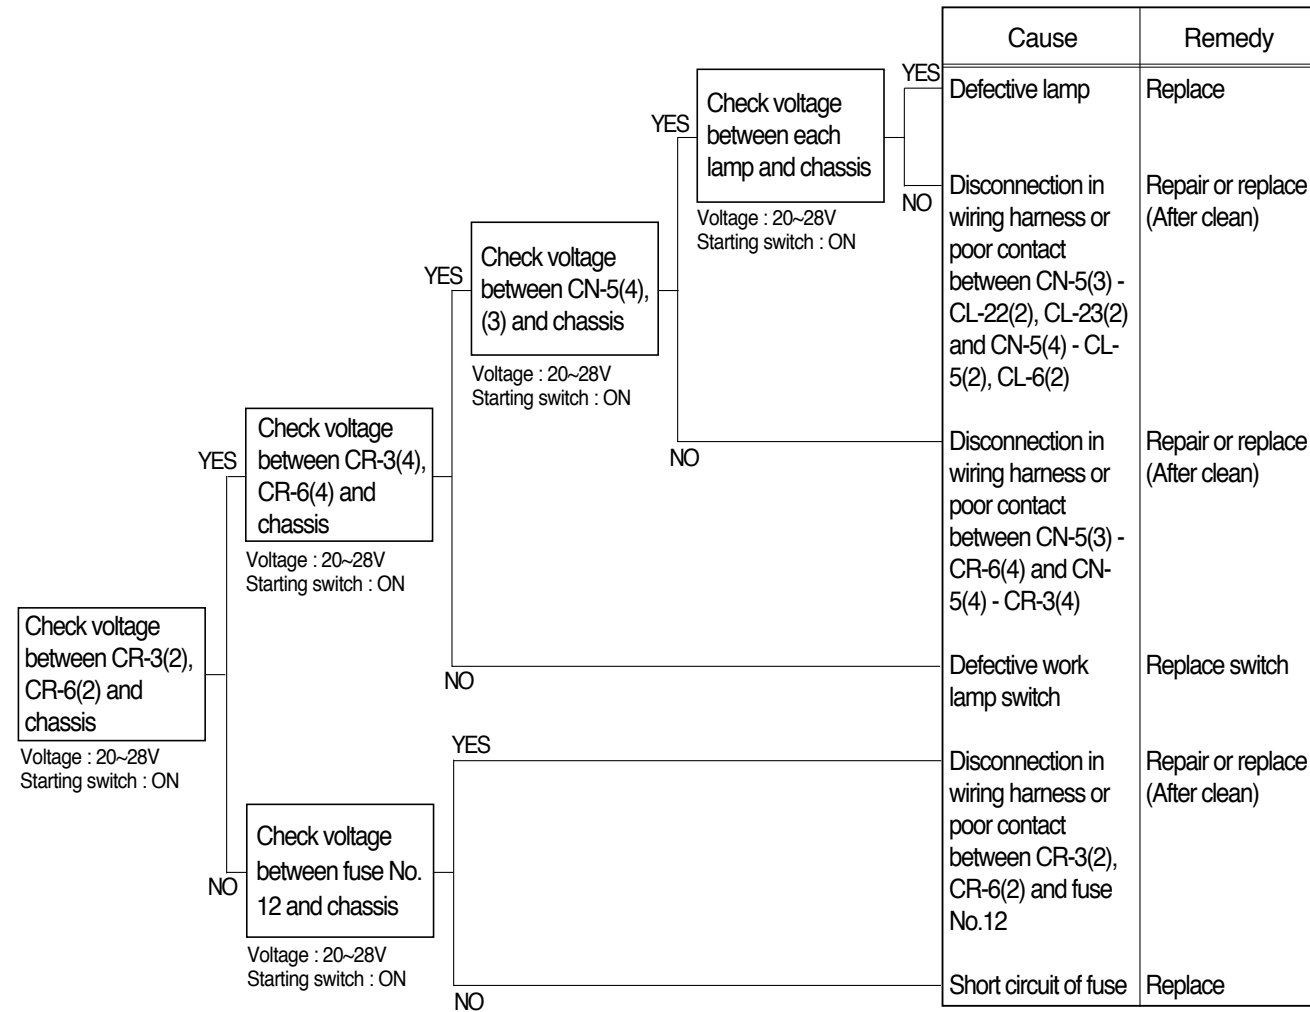 Cause
Remedy
YES
Defective lamp
Replace
Check voltage
between each
lamp and chassis
YES
Voltage : 20~28V
Starting switch : ON
NO
Disconnection in
wiring harness or
poor contact
between CN-5(3) -
CL-22(2), CL-23(2)
and CN-5(4) - CL-
5(2), CL-6(2)
Repair or replace
(After clean)
YES
Check voltage
between CN-5(4),
(3) and chassis
Voltage : 20~28V
Starting switch : ON
NO
Disconnection in
wiring harness or
poor contact
between CN-5(3) -
CR-6(4) and CN-
5(4) - CR-3(4)
Repair or replace
(After clean)
YES
Check voltage
between CR-3(4),
CR-6(4) and
chassis
Voltage : 20~28V
Starting switch : ON
NO
Defective work
lamp switch
Replace switch
Check voltage
between CR-3(2),
CR-6(2) and
chassis
Voltage : 20~28V
Starting switch : ON
YES
Disconnection in
wiring harness or
poor contact
between CR-3(2),
CR-6(2) and fuse
No.12
Repair or replace
(After clean)
NO
Check voltage
between fuse No.
12 and chassis
Voltage : 20~28V
Starting switch : ON
NO
Short circuit of fuse
Replace